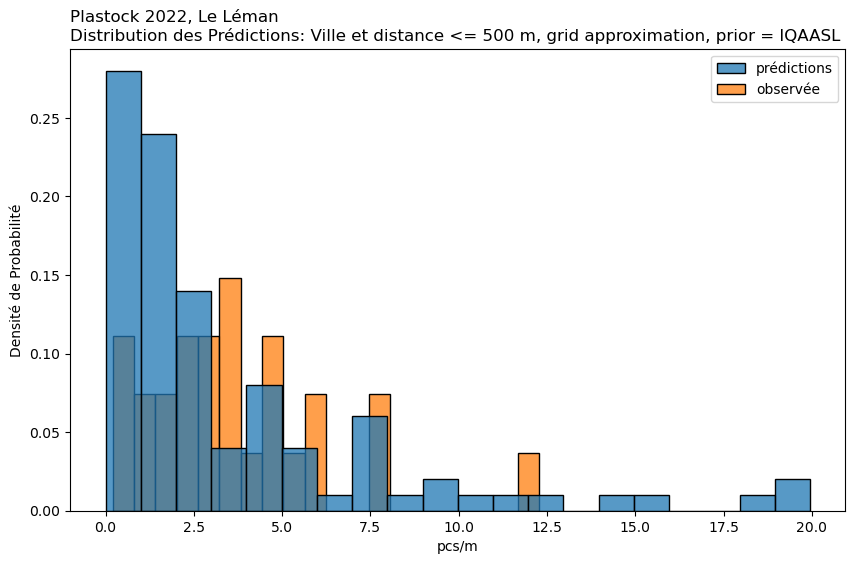 Plastock 2022, Le Léman
Distribution des Prédictions: Ville et distance <= 500 m, grid approximation, prior = IQAASL
prédictions
observée
Densité de Probabilité
0.25
0.20
0.15
0.10
0.05
0.00
0.0 2.5 5.0 7.5 10.0 12.5 15.0 17.5 20.0
pcs/m